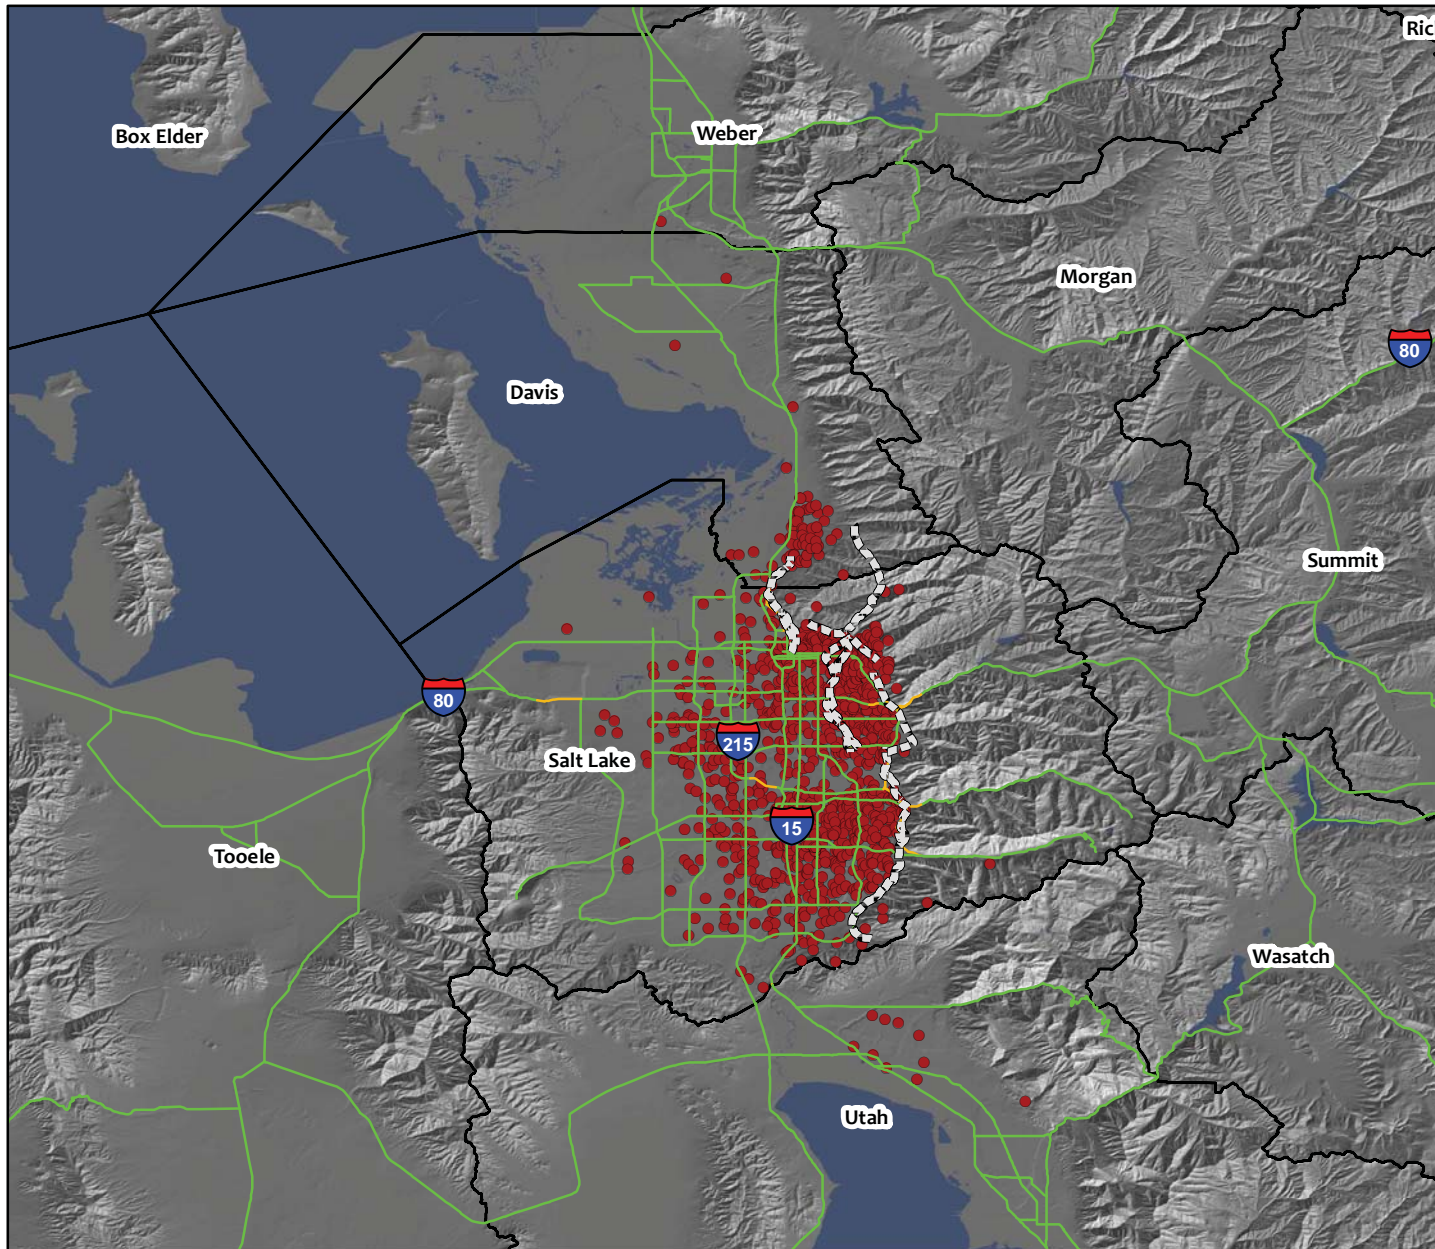 Ric
Box Elder
Weber
Morgan
80
Davis
Summit
80
215
Salt Lake
15
Tooele
Wasatch
Utah